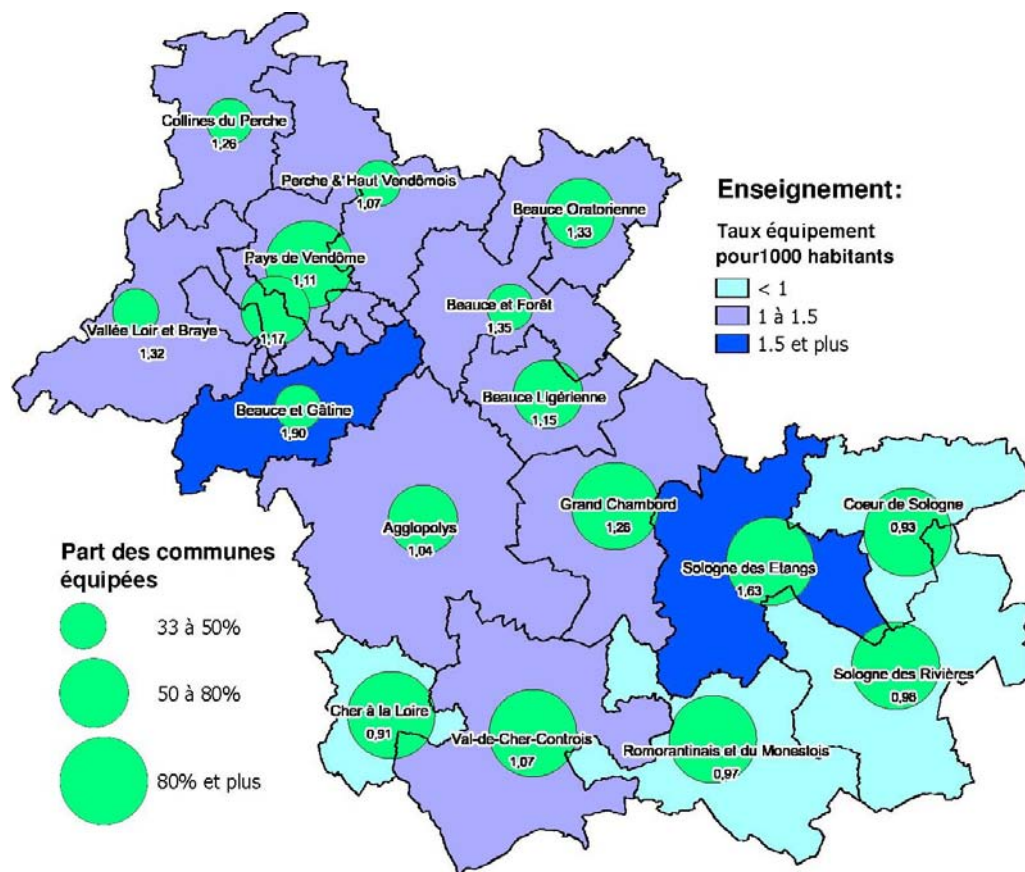 Collines du Perche
1,26
Perche & Haut Vendômois
1,07
Beauce Oratorienne
1,33
Pays de Vendôme
1,11
Beauce et Forêt
1,35
Vallée Loir et Braye
1,32
1,17
Beauce et Gâtine
1,90
Beauce Ligérienne
1,15
Agglopolys
1,04
Grand Chambord
1,26
Coeur de Sologne
0,93
Sologne des Etangs
1,63
Sologne des Rivières
0,98
Cher à la Loire
0,91
Val-de-Cher-Controis
1,07
Romorantinais et du Monestois
0,97
Enseignement:
Taux équipement
pour1000 habitants
< 1
1 à 1.5
1.5 et plus
Part des communes
équipées
33 à 50%
50 à 80%
80% et plus